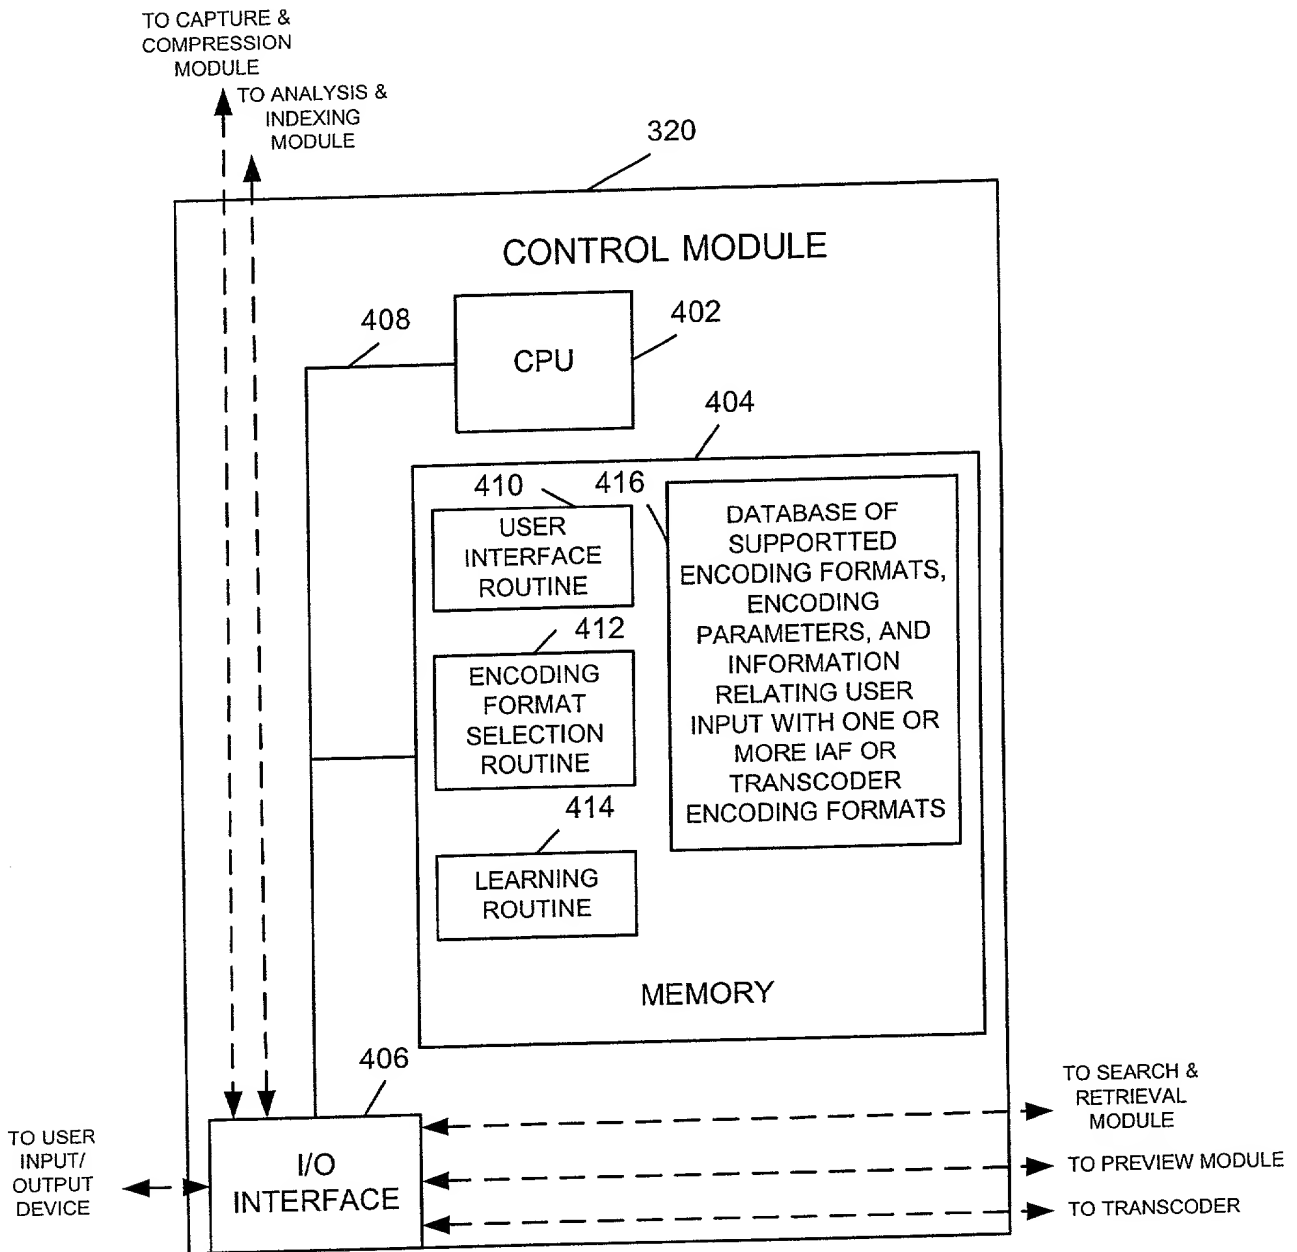 TO CAPTURE &
COMPRESSION
MODULE
TO ANALYSIS &
INDEXING
MODULE
320
CONTROL MODULE
408
CPU
402
404
410
USER
INTERFACE
ROUTINE
416
DATABASE OF
SUPPORTTED
ENCODING FORMATS,
ENCODING
PARAMETERS, AND
INFORMATION
RELATING USER
INPUT WITH ONE OR
MORE IAF OR
TRANSCODER
ENCODING FORMATS
412
ENCODING
FORMAT
SELECTION
ROUTINE
414
LEARNING
ROUTINE
MEMORY
406
I/O
INTERFACE
TO USER
INPUT/
OUTPUT
DEVICE
TO SEARCH &
RETRIEVAL
MODULE
TO PREVIEW MODULE
TO TRANSCODER